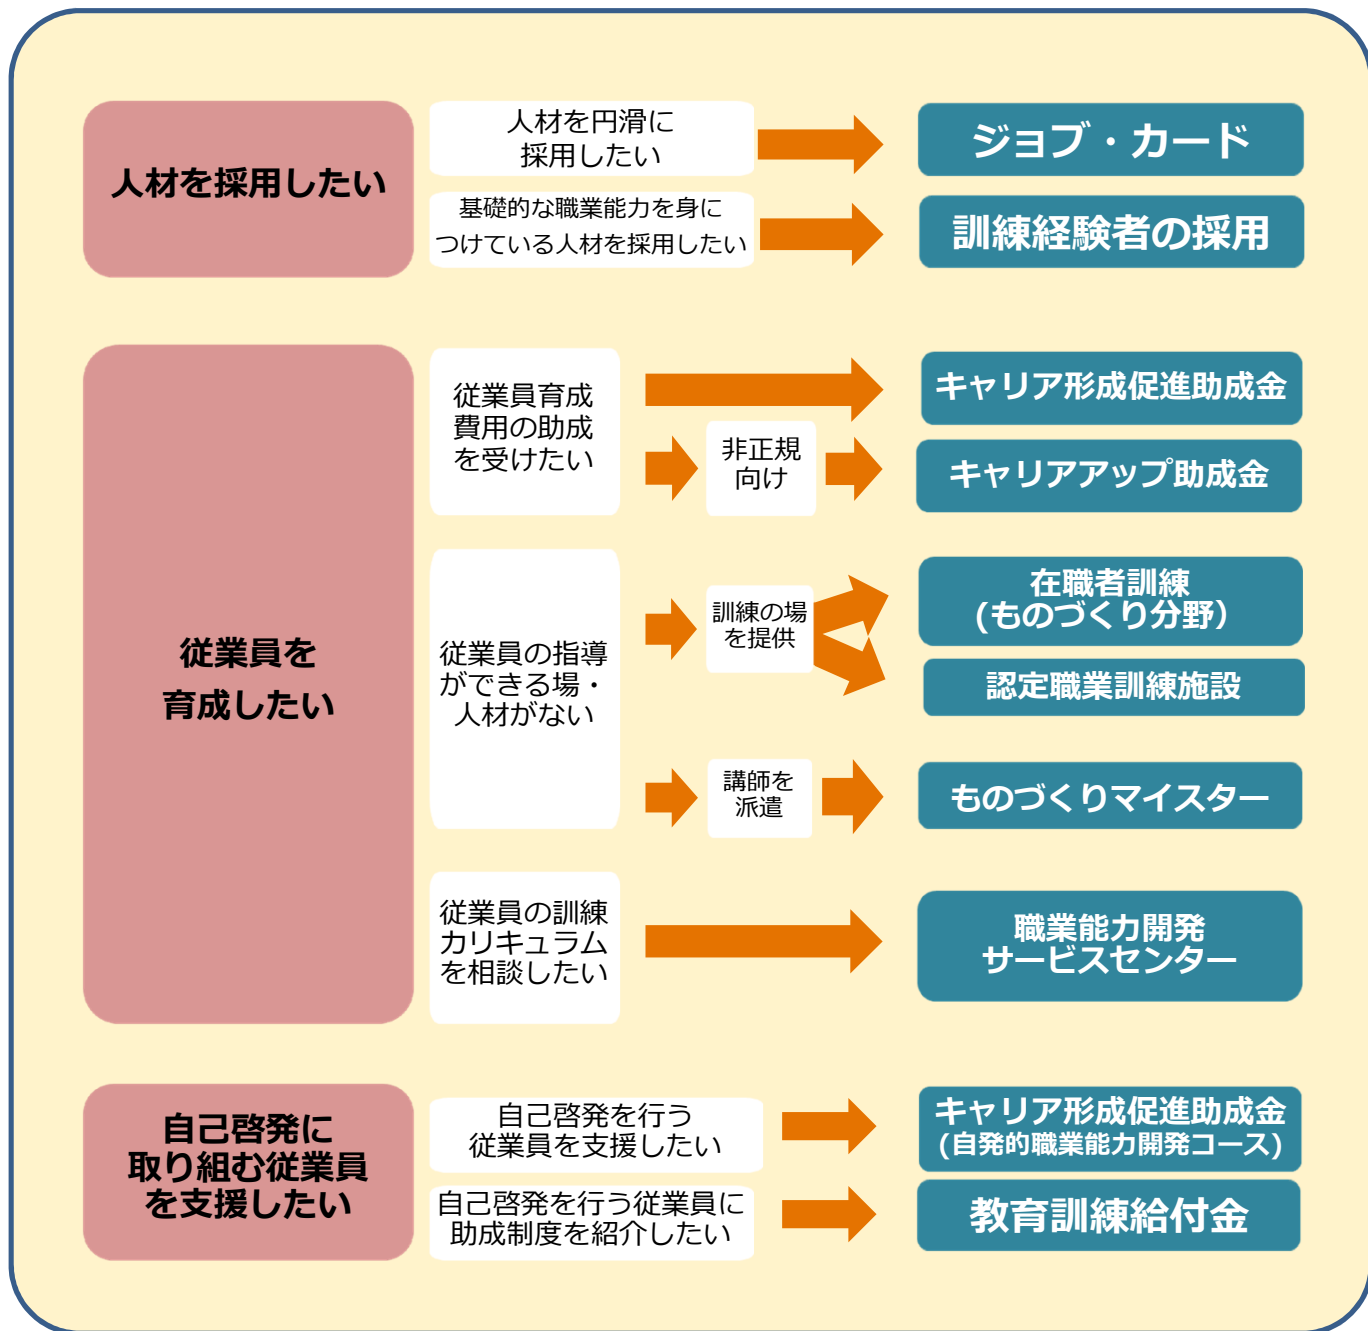 人材を採用したい
人材を円滑に
採用したい
ジョブ・カード
基礎的な職業能力を身に
つけている人材を採用したい
訓練経験者の採用
従業員を
育成したい
従業員育成
費用の助成
を受けたい
キャリア形成促進助成金
非正規
向け
キャリアアップ助成金
従業員の指導
ができる場・
人材がない
訓練の場
を提供
在職者訓練
(ものづくり分野）
認定職業訓練施設
講師を
派遣
ものづくりマイスター
従業員の訓練
カリキュラム
を相談したい
職業能力開発
サービスセンター
自己啓発に
取り組む従業員
を支援したい
自己啓発を行う
従業員を支援したい
キャリア形成促進助成金
(自発的職業能力開発コース)
自己啓発を行う従業員に
助成制度を紹介したい
教育訓練給付金